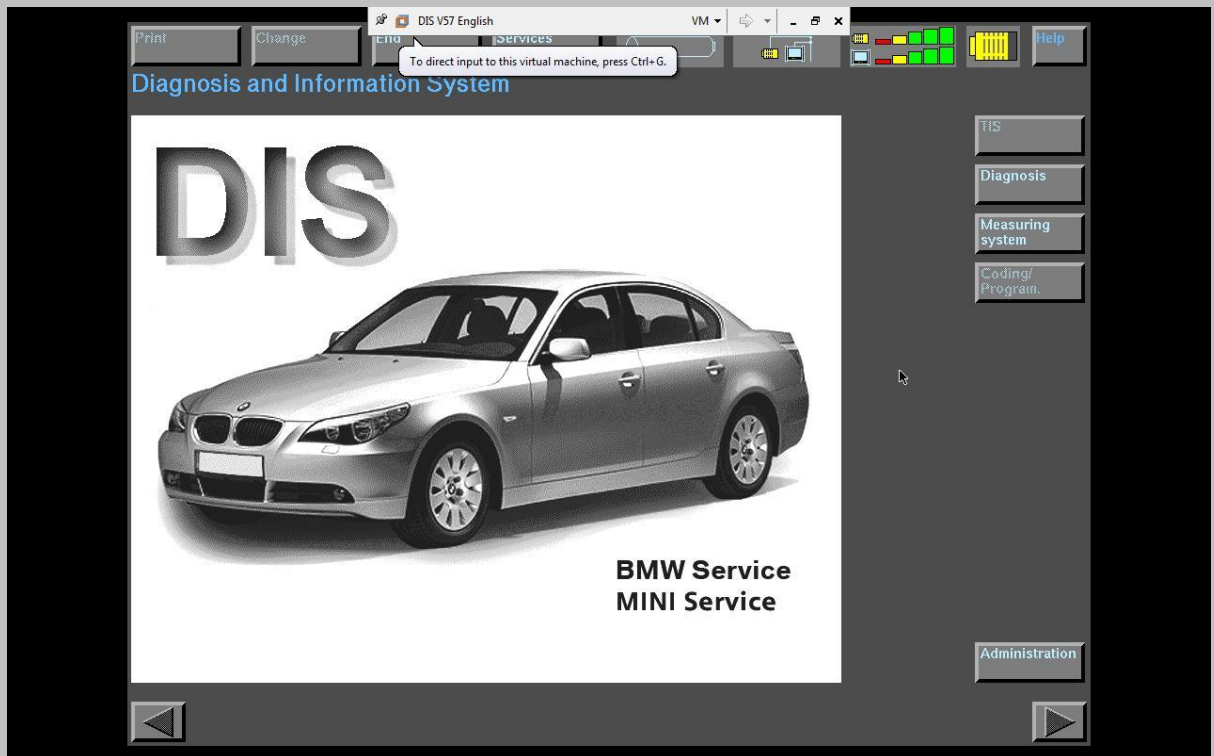 DIS V57 English
VM
To direct input to this virtual machine, press Ctrl+G.
Print
Change
End
Services
Help
Diagnosis and Information System
DIS
TIS
Diagnosis
Measuring
system
Coding/
Program.
BMW Service
MINI Service
Administration